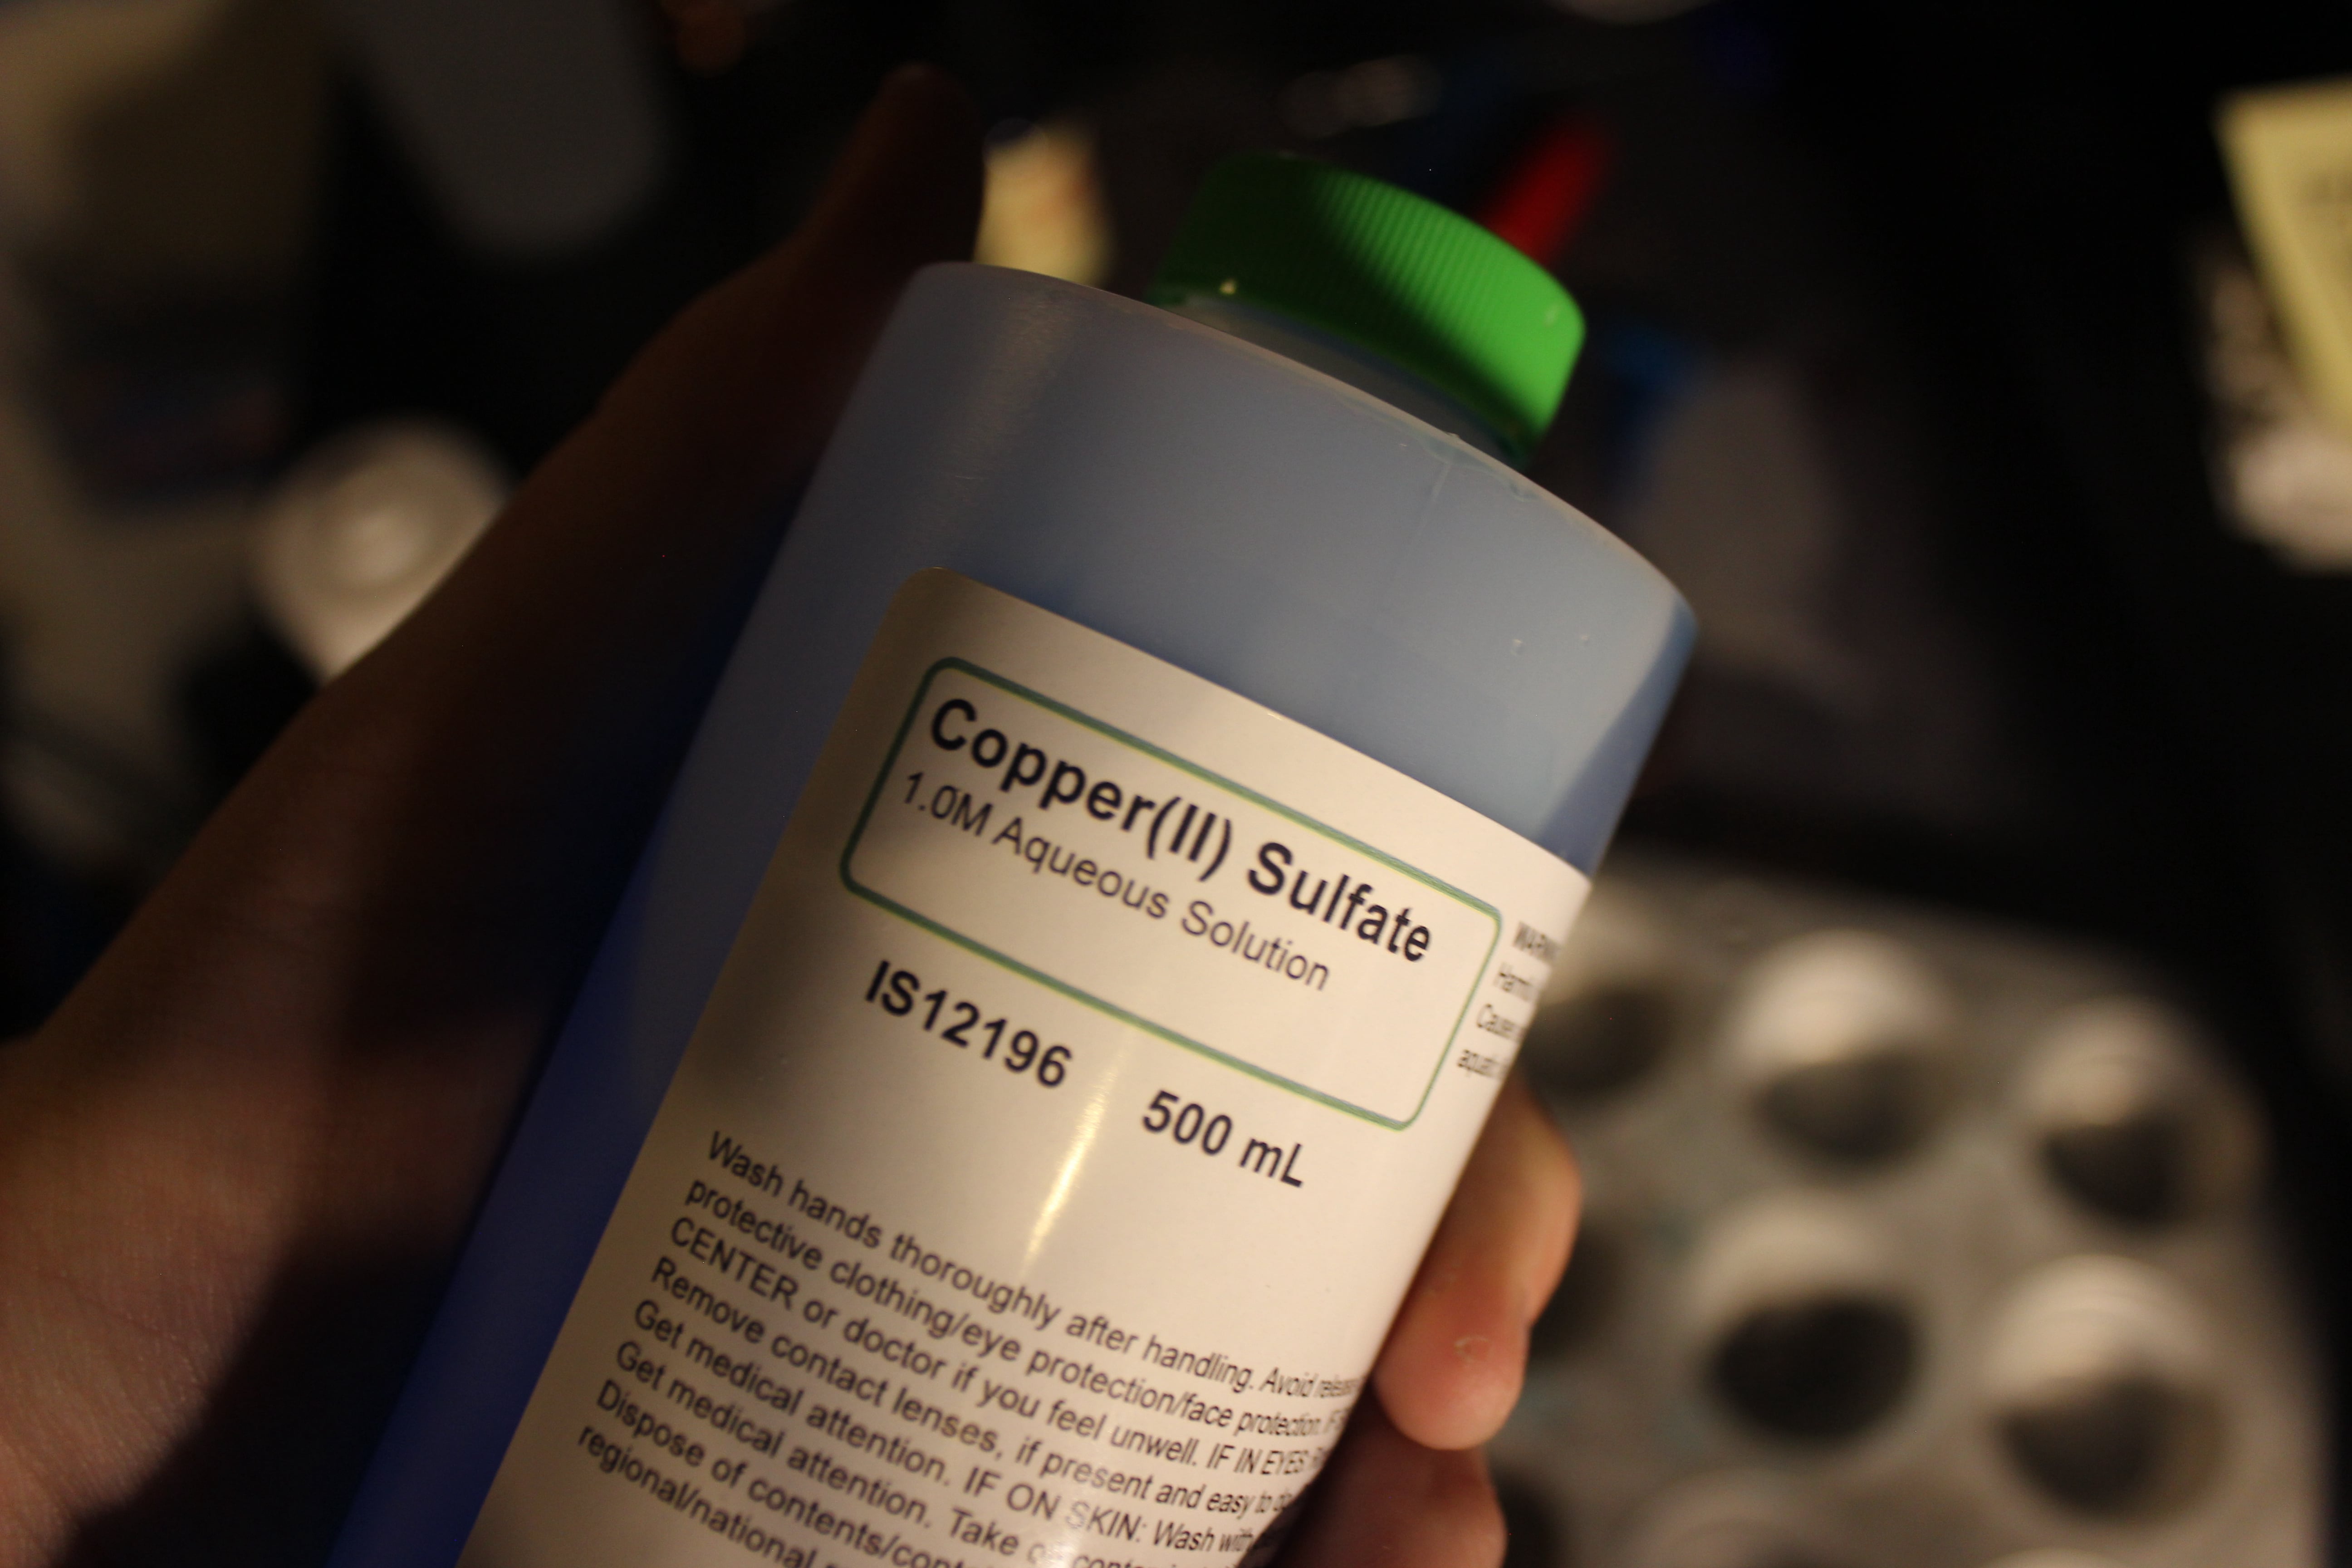 Copper(II) Sulfate
1.0M Aqueous Solution
IS12196 500 mL
Wash hands thoroughly after handling. Avoid
protective clothing/eye protection/face protection.
CENTER or doctor if you feel unwell. IF IN EYES:
Remove contact lenses, if present and easy to
Get medical attention. IF ON SKIN: Wash with
Get medical attention. Take
Dispose of contents/
regional/national